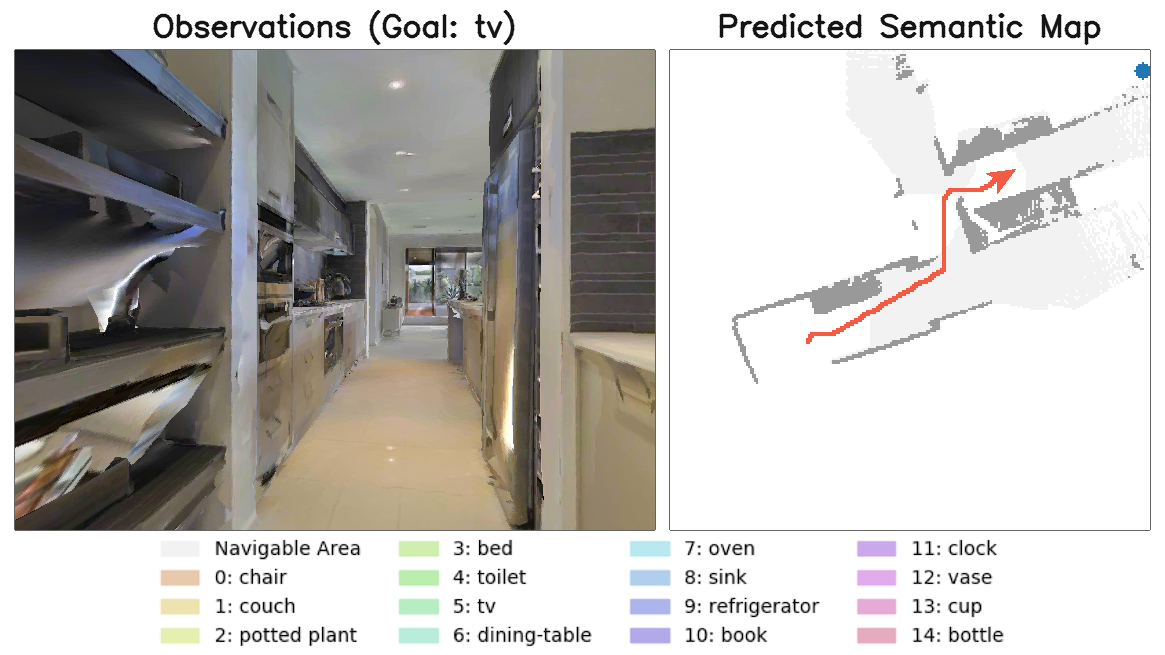 Observations (Goal: tv)
Predicted Semantic Map
Navigable Area
0: chair
1: couch
2: potted plant
3: bed
4: toilet
5: tv
6: dining-table
7: oven
8: sink
9: refrigerator
10: book
11: clock
12: vase
13: cup
14: bottle